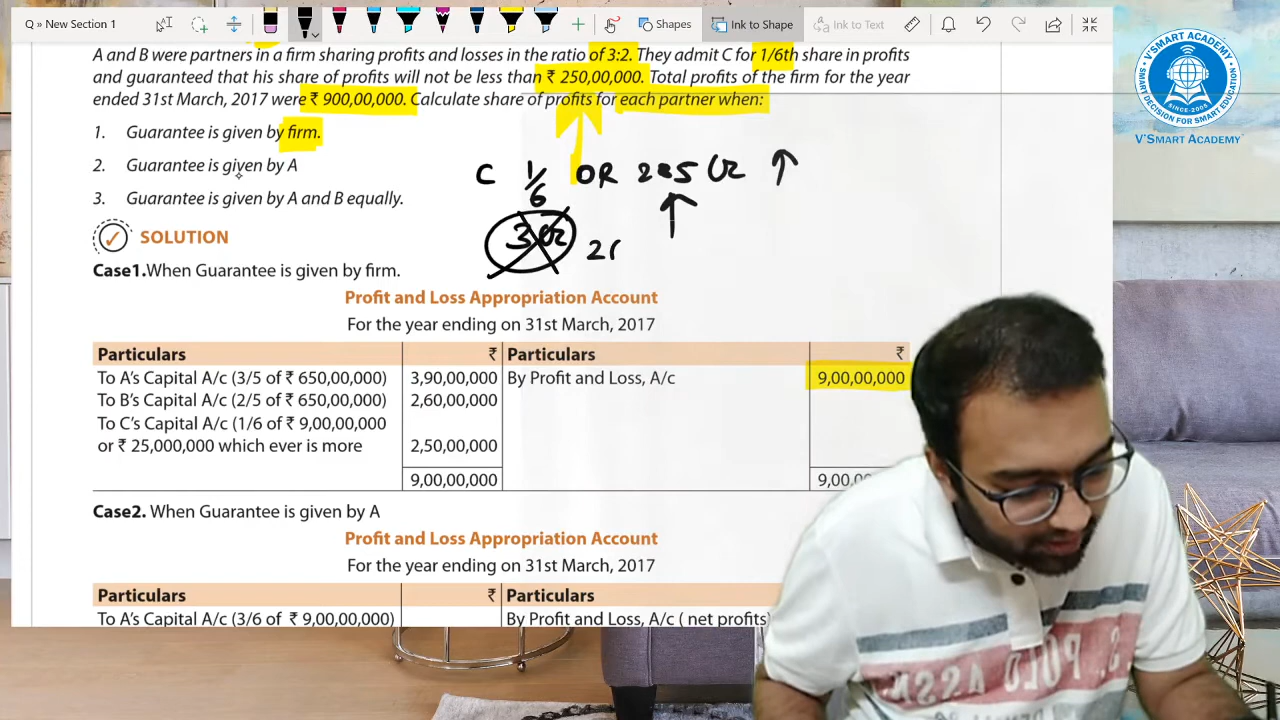 Q » New Section 1
Shapes
Ink to Shape
Ink to Text
A and B were partners in a firm sharing profits and losses in the ratio of 3:2. They admit C for 1/6th share in profits
and guaranteed that his share of profits will not be less than ₹ 250,00,000. Total profits of the firm for the year
ended 31st March, 2017 were ₹ 900,00,000. Calculate share of profits for each partner when:
1. Guarantee is given by firm.
2. Guarantee is given by A
3. Guarantee is given by A and B equally.
C 1/6 OR
SOLUTION
Case1.When Guarantee is given by firm.
Profit and Loss Appropriation Account
For the year ending on 31st March, 2017
Particulars ₹ Particulars ₹
To A's Capital A/c (3/5 of ₹ 650,00,000) 3,90,00,000 By Profit and Loss, A/c 9,00,00,000
To B's Capital A/c (2/5 of ₹ 650,00,000) 2,60,00,000
To C's Capital A/c (1/6 of ₹ 9,00,00,000
or ₹ 25,000,000 which ever is more 2,50,00,000
9,00,00,000
Case2. When Guarantee is given by A
Profit and Loss Appropriation Account
For the year ending on 31st March, 2017
Particulars ₹ Particulars
To A's Capital A/c (3/6 of ₹ 9,00,00,000) By Profit and Loss, A/c ( net profits)
V'SMART ACADEMY
SMART DECISION FOR SMART EDUCATION
SINCE-2005
V'SMART ACADEMY
U.S. POLO ASSN